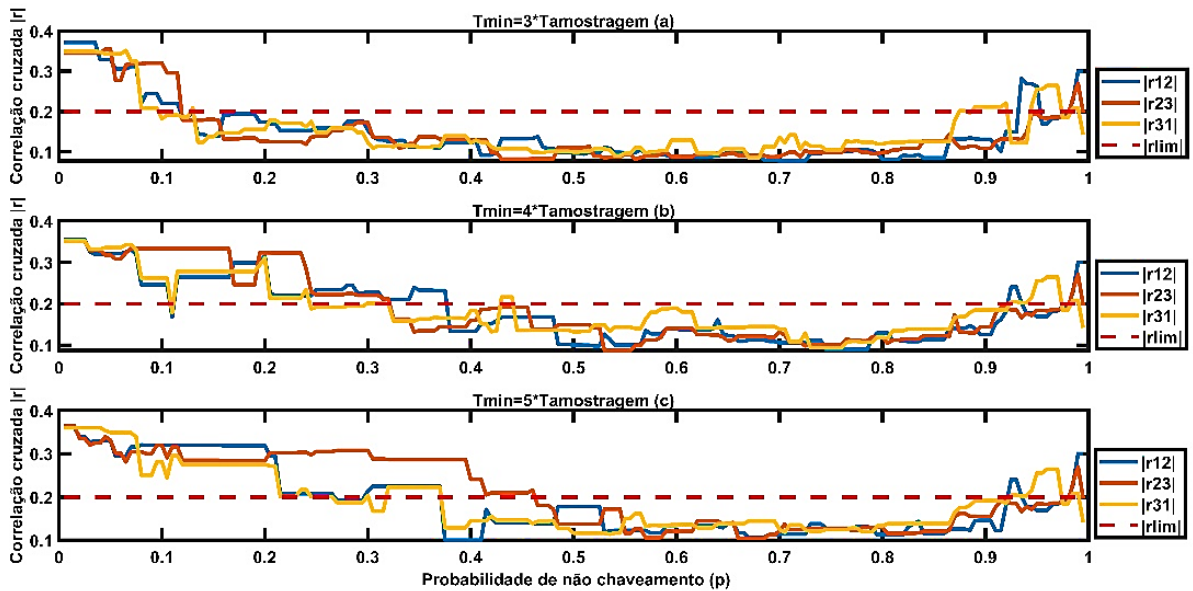 Tmin=3*Tamostragem (a)
Correlação cruzada |r|
0.4
0.3
0.2
0.1
0 0.1 0.2 0.3 0.4 0.5 0.6 0.7 0.8 0.9 1
|r12|
|r23|
|r31|
|rlim|
Tmin=4*Tamostragem (b)
Correlação cruzada |r|
0.4
0.3
0.2
0.1
0 0.1 0.2 0.3 0.4 0.5 0.6 0.7 0.8 0.9 1
|r12|
|r23|
|r31|
|rlim|
Tmin=5*Tamostragem (c)
Correlação cruzada |r|
0.4
0.3
0.2
0.1
0 0.1 0.2 0.3 0.4 0.5 0.6 0.7 0.8 0.9 1
|r12|
|r23|
|r31|
|rlim|
Probabilidade de não chaveamento (p)